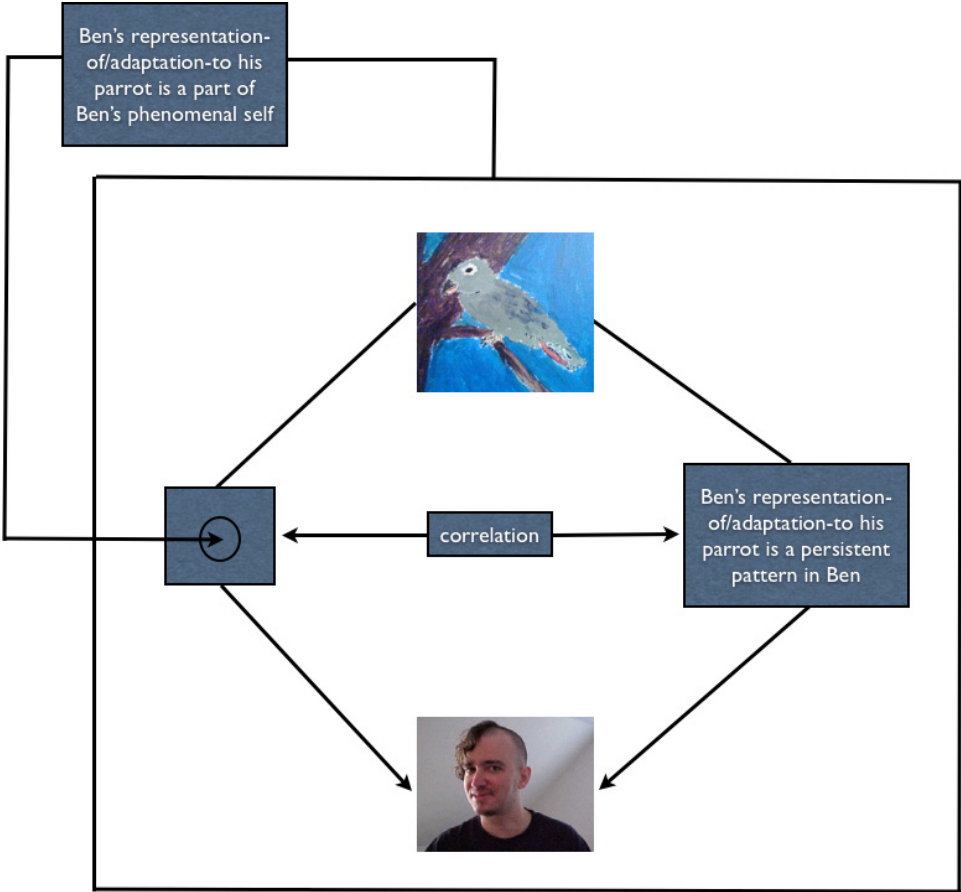 Ben's representation-
of/adaptation-to his
parrot is a part of
Ben's phenomenal self
correlation
Ben's representation-
of/adaptation-to his
parrot is a persistent
pattern in Ben